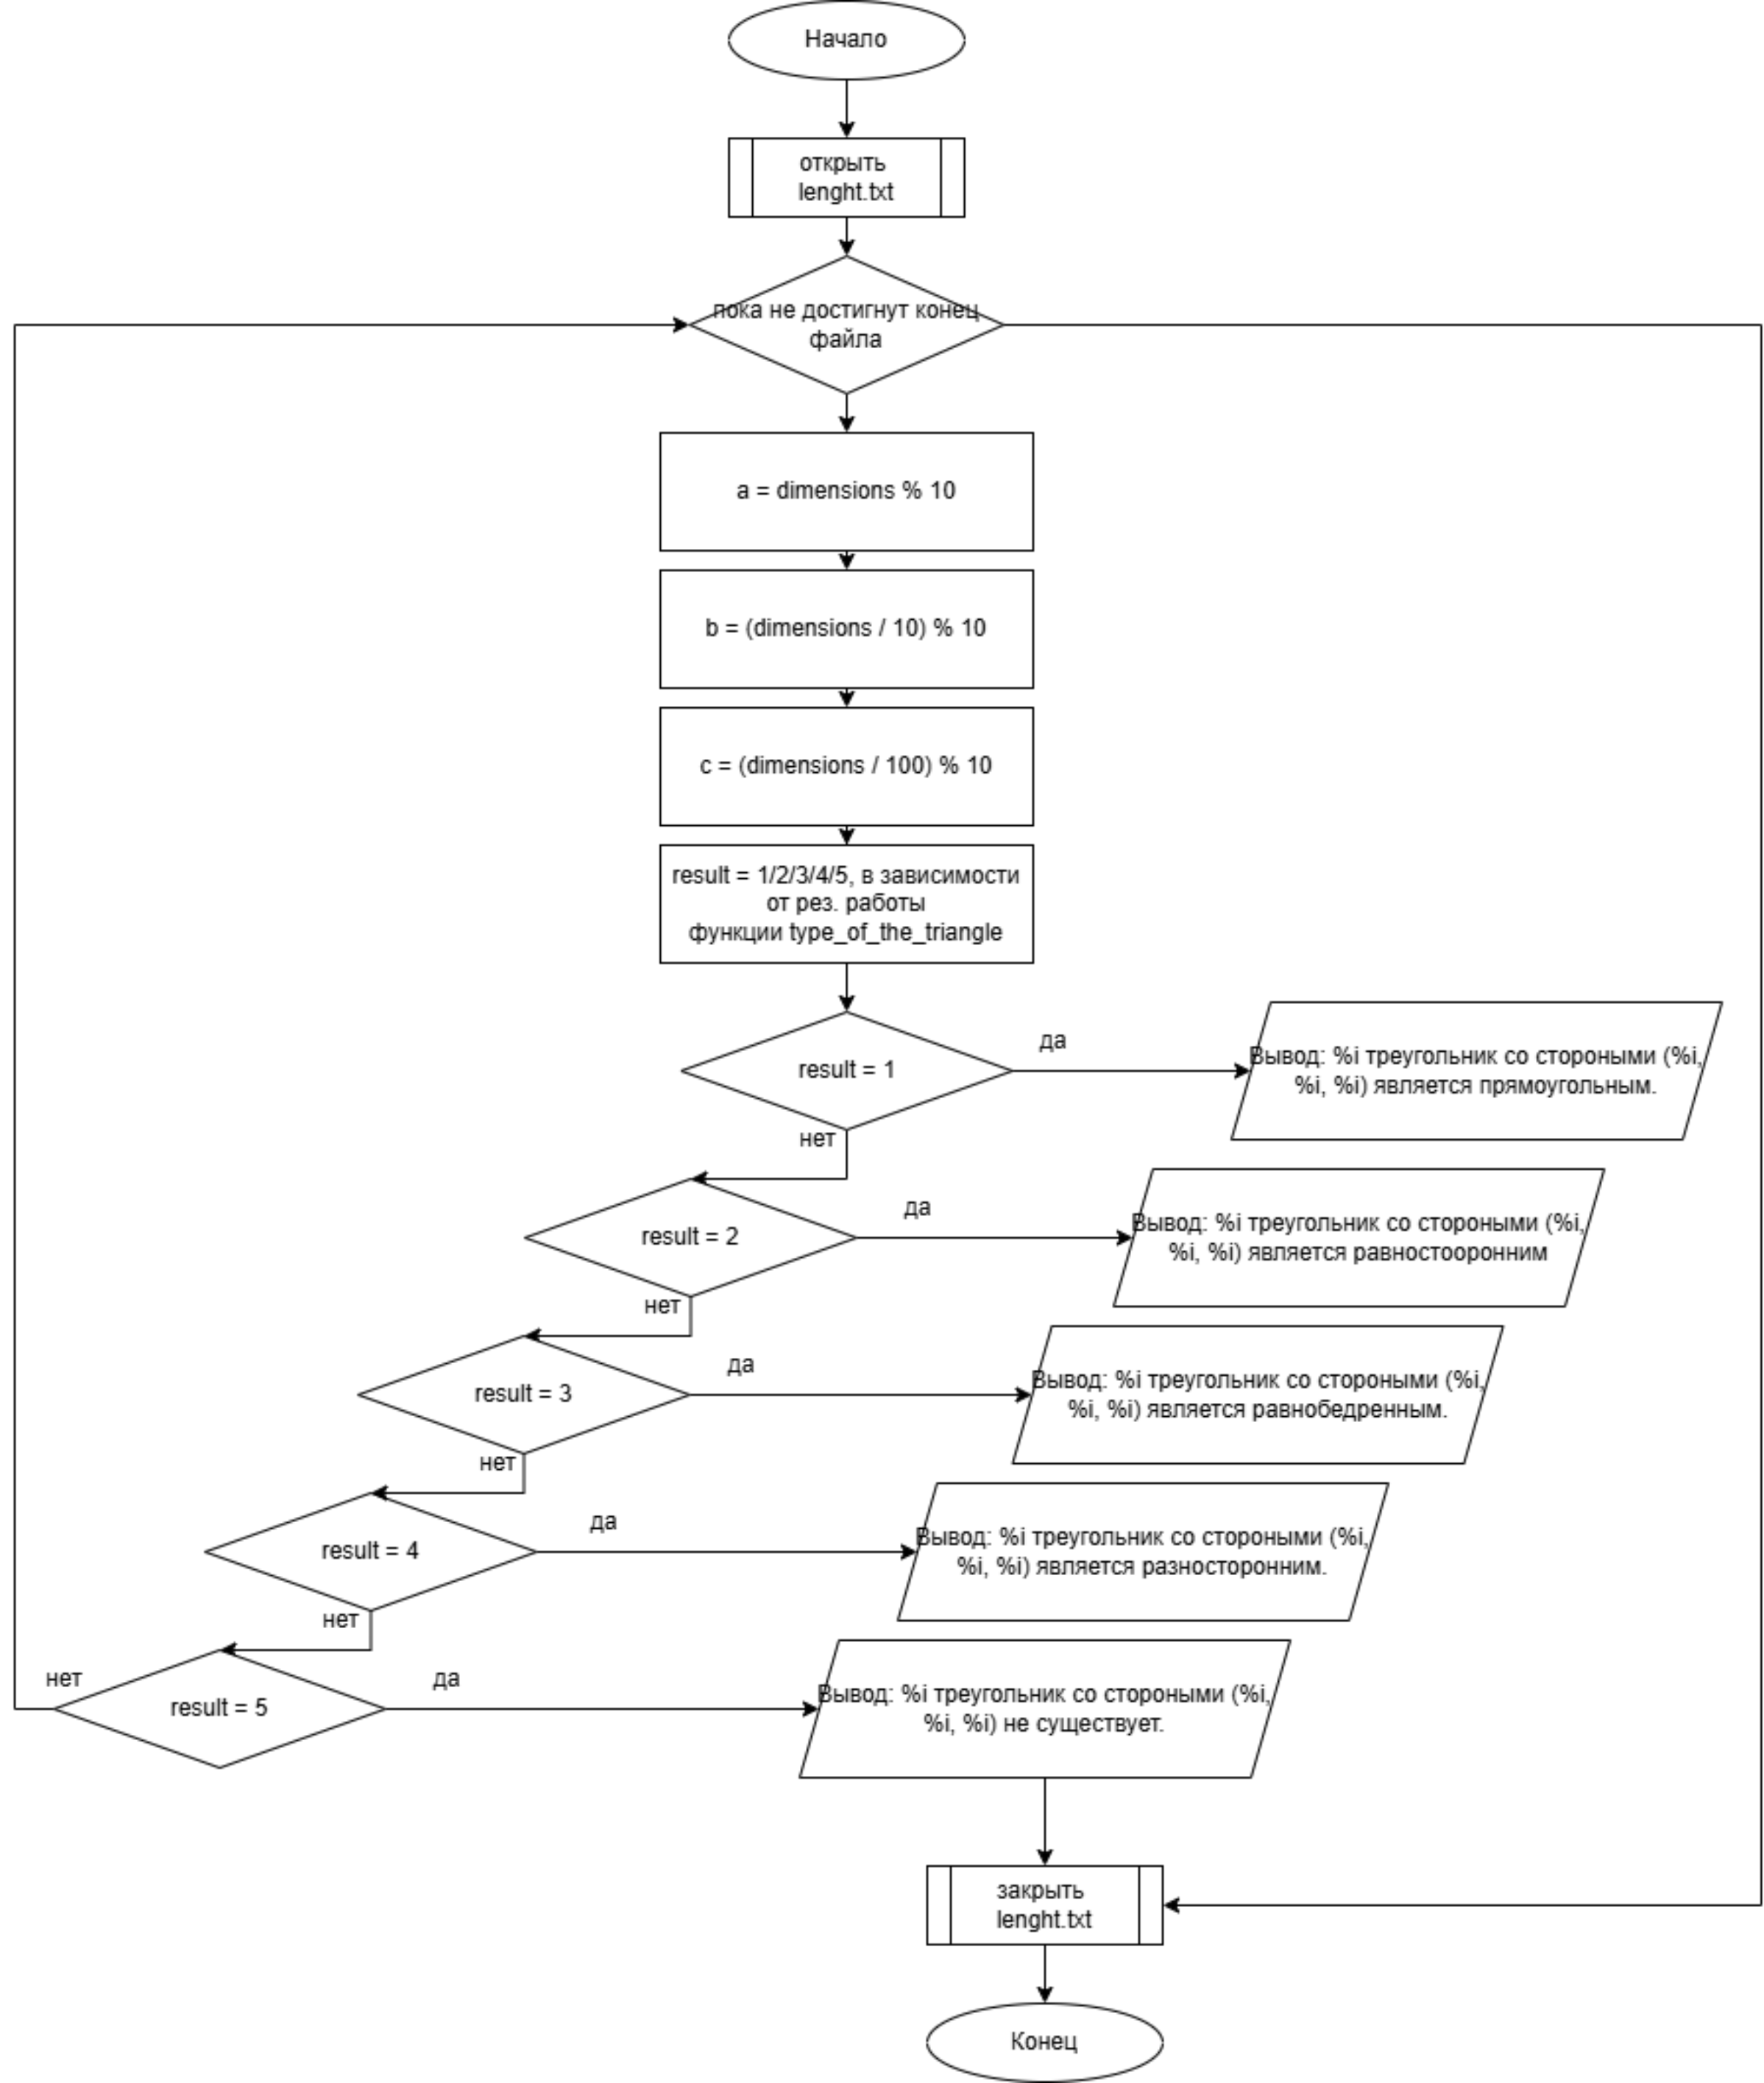 Начало
открыть
lenght.txt
пока не достигнут конец
файла
a = dimensions % 10
b = (dimensions / 10) % 10
c = (dimensions / 100) % 10
result = 1/2/3/4/5, в зависимости
от рез. работы
функции type_of_the_triangle
result = 1
да
Вывод: %i треугольник со стороными (%i,
%i, %i) является прямоугольным.
нет
result = 2
да
Вывод: %i треугольник со стороными (%i,
%i, %i) является равностооронним
нет
result = 3
да
Вывод: %i треугольник со стороными (%i,
%i, %i) является равнобедренным.
нет
result = 4
да
Вывод: %i треугольник со стороными (%i,
%i, %i) является разносторонним.
нет
нет
result = 5
да
Вывод: %i треугольник со стороными (%i,
%i, %i) не существует.
закрыть
lenght.txt
Конец